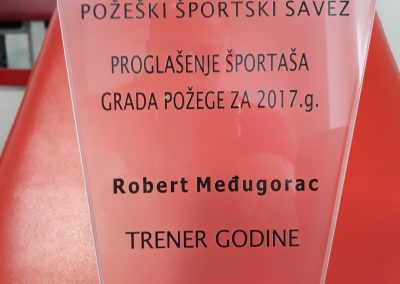 POŽEŠKI ŠPORTSKI SAVEZ
PROGLAŠENJE ŠPORTAŠA
GRADA POŽEGE ZA 2017.g.
Robert Međugorac
TRENER GODINE